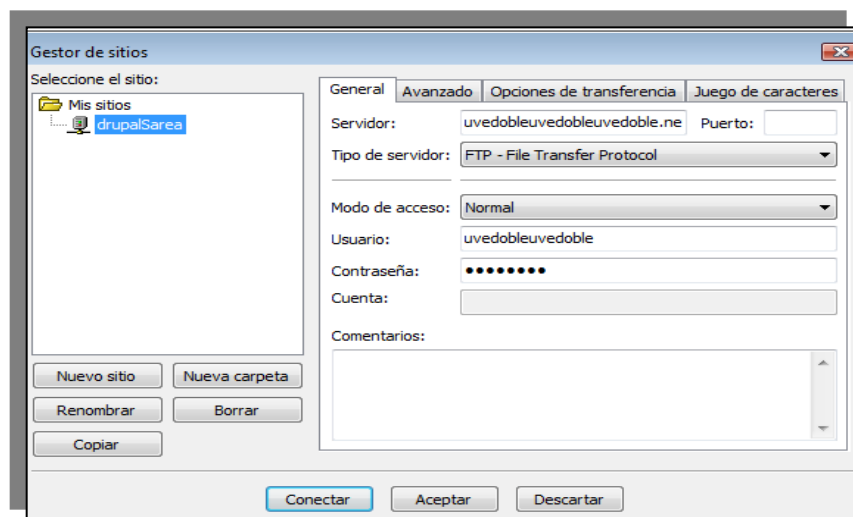 Gestor de sitios
Seleccione el sitio:
Mis sitios
drupalSarea
Nuevo sitio Nueva carpeta
Renombrar Borrar
Copiar
General Avanzado Opciones de transferencia Juego de caracteres
Servidor: uvedobleuvedobleuvedoble.ne Puerto:
Tipo de servidor: FTP - File Transfer Protocol
Modo de acceso: Normal
Usuario: uvedobleuvedoble
Contraseña: ••••••••
Cuenta:
Comentarios:
Conectar Aceptar Descartar